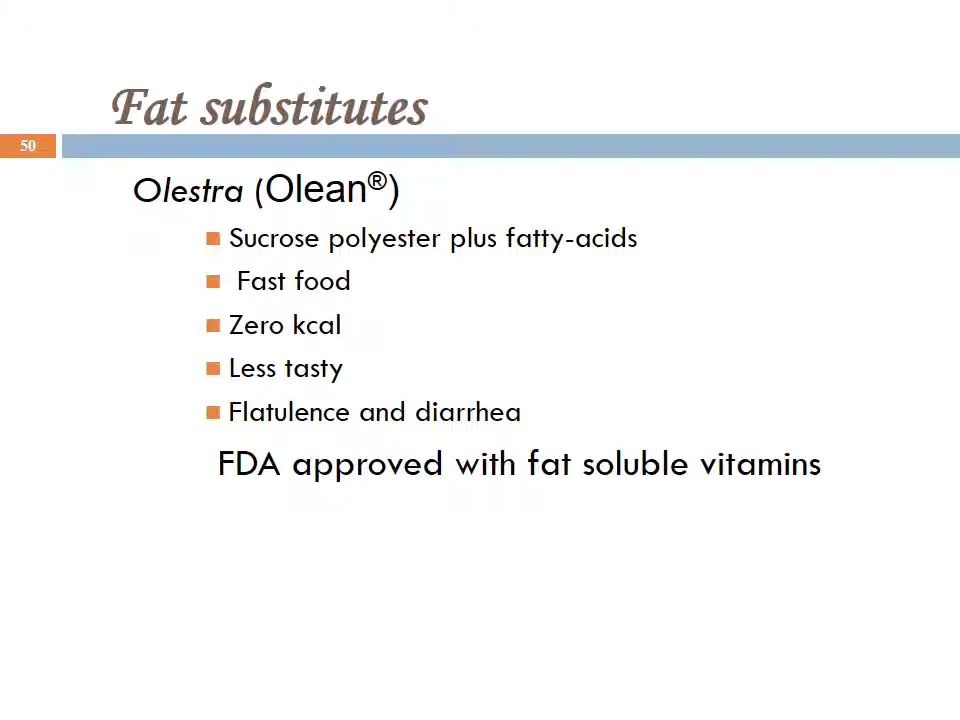 Fat substitutes
50
Olestra (Olean®)
Sucrose polyester plus fatty-acids
Fast food
Zero kcal
Less tasty
Flatulence and diarrhea
FDA approved with fat soluble vitamins